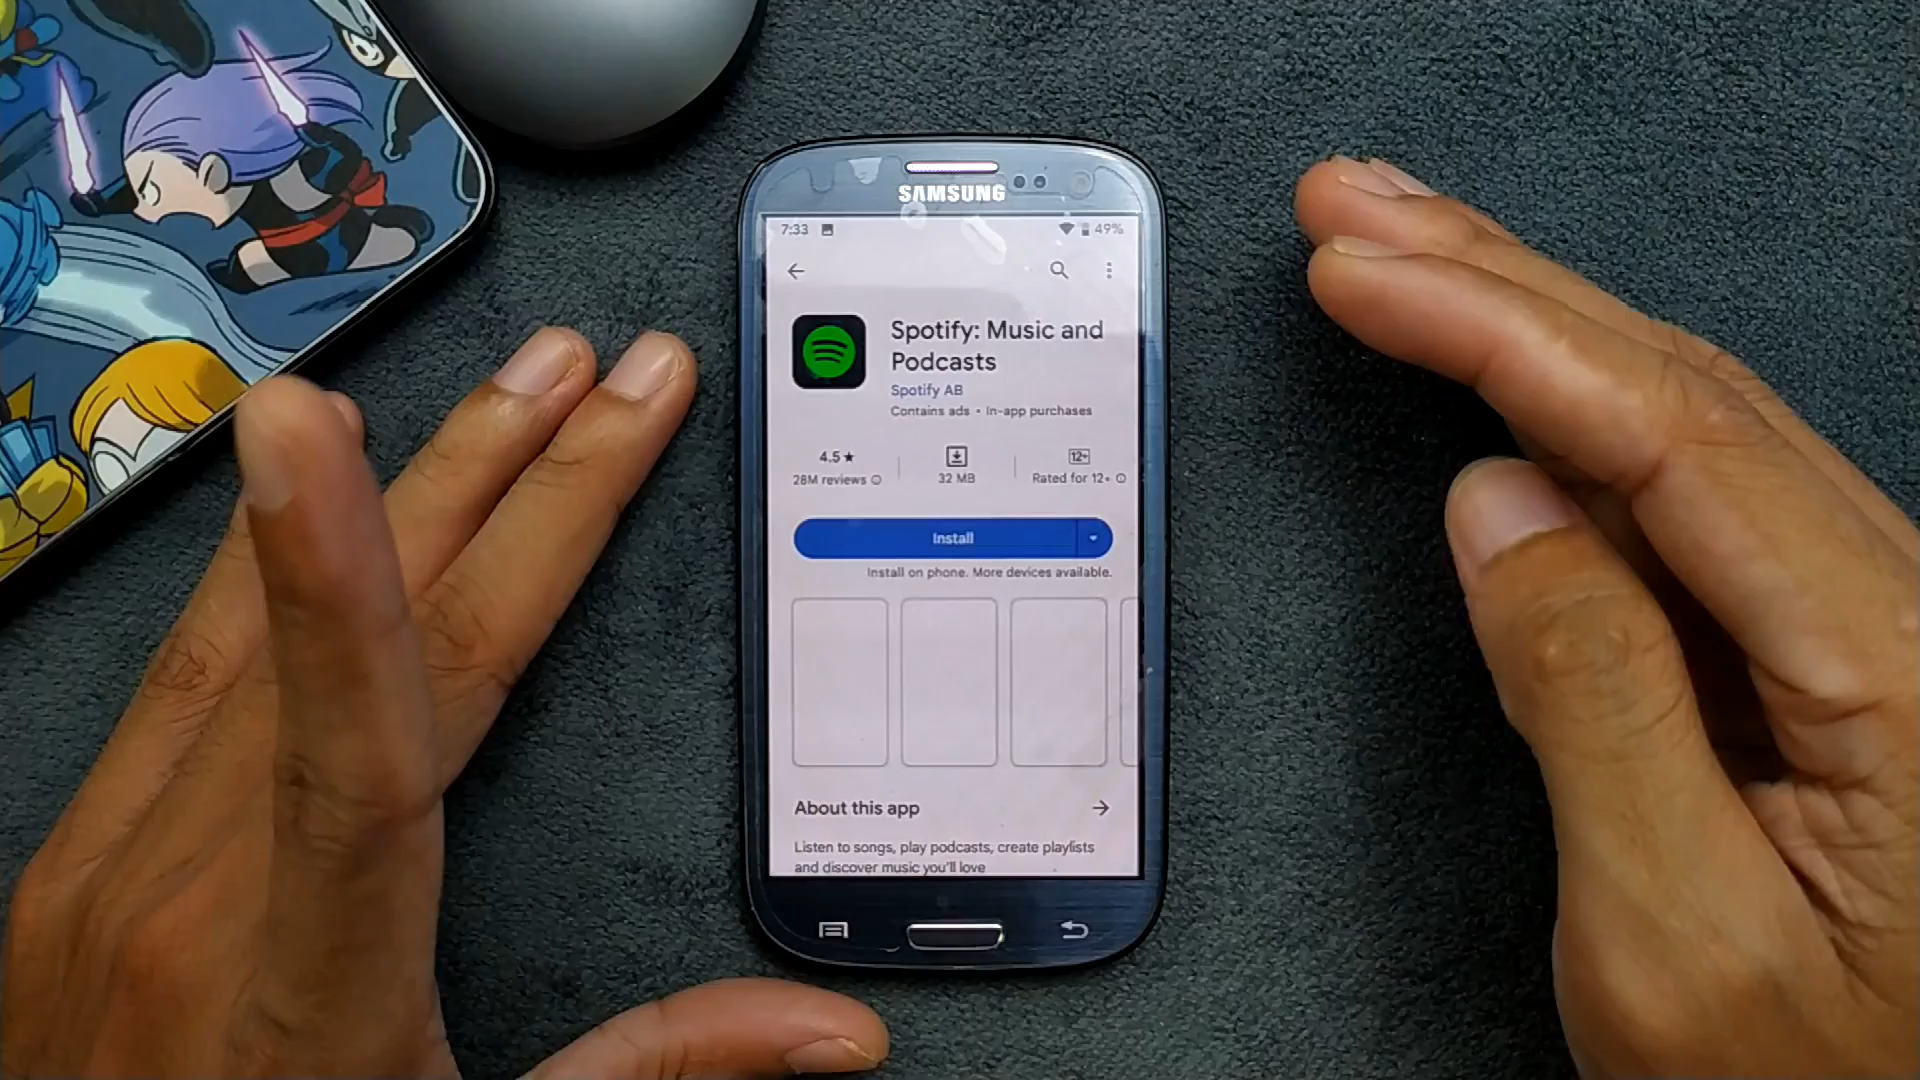 SAMSUNG
7:33 49%
Spotify: Music and
Podcasts
Spotify AB
Contains ads • In-app purchases
4.5★
28M reviews
32 MB
12+
Rated for 12+
Install
Install on phone. More devices available.
About this app
Listen to songs, play podcasts, create playlists
and discover music you'll love